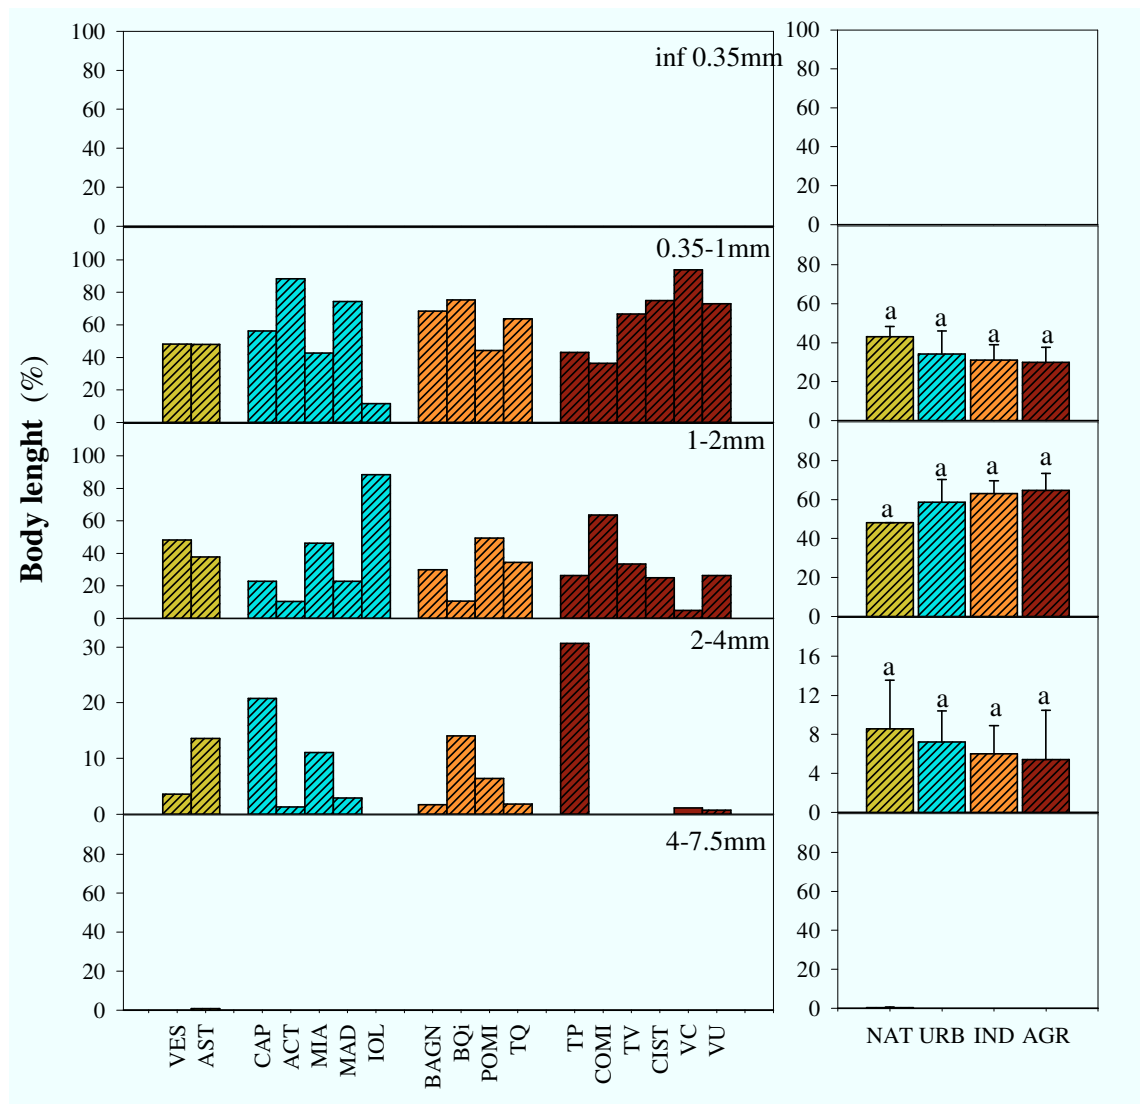 Body lenght (%)
100
80
60
40
20
0
inf 0.35mm
100
80
60
40
20
0
100
80
60
40
20
0
0.35-1mm
80
60
40
20
0
a
a
a
a
100
80
60
40
20
0
1-2mm
80
60
40
20
0
a
a
a
a
30
20
10
0
2-4mm
16
12
8
4
0
a
a
a
a
80
60
40
20
0
4-7.5mm
80
60
40
20
0
VES
AST
CAP
ACT
MIA
MAD
IOL
BAGN
BQi
POMI
TQ
TP
COMI
TV
CIST
VC
VU
NAT URB IND AGR